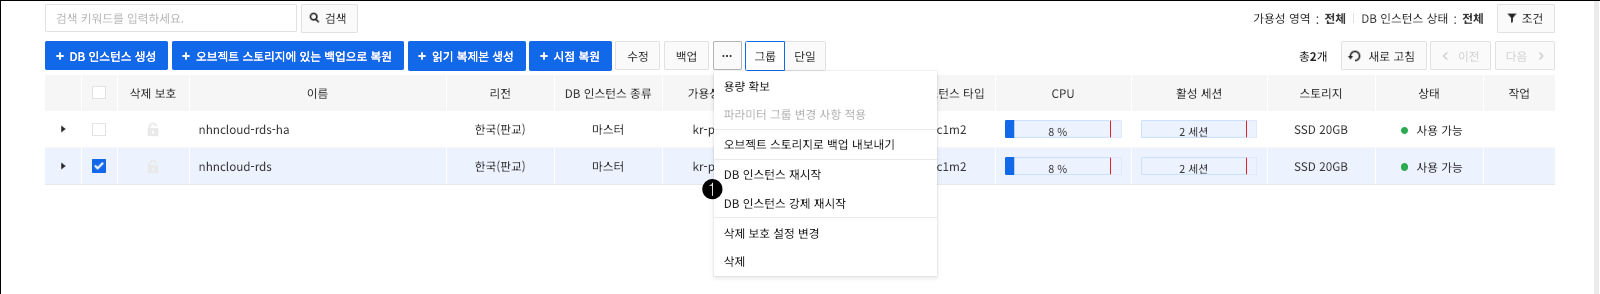 검색 키워드를 입력하세요. 검색 가용성 영역 : 전체 DB 인스턴스 상태 : 전체 조건
+ DB 인스턴스 생성 + 오브젝트 스토리지에 있는 백업으로 복원 + 읽기 복제본 생성 + 시점 복원 수정 백업 ··· 그룹 단일 총2개 새로 고침 < 이전 다음 >
삭제 보호 이름 리전 DB 인스턴스 종류 가용성 스턴스 타입 CPU 활성 세션 스토리지 상태 작업
nhncloud-rds-ha 한국(판교) 마스터 kr-p c1m2 8 % 2 세션 SSD 20GB 사용 가능
nhncloud-rds 한국(판교) 마스터 kr-p c1m2 8 % 2 세션 SSD 20GB 사용 가능
용량 확보
파라미터 그룹 변경 사항 적용
오브젝트 스토리지로 백업 내보내기
1
DB 인스턴스 재시작
DB 인스턴스 강제 재시작
삭제 보호 설정 변경
삭제